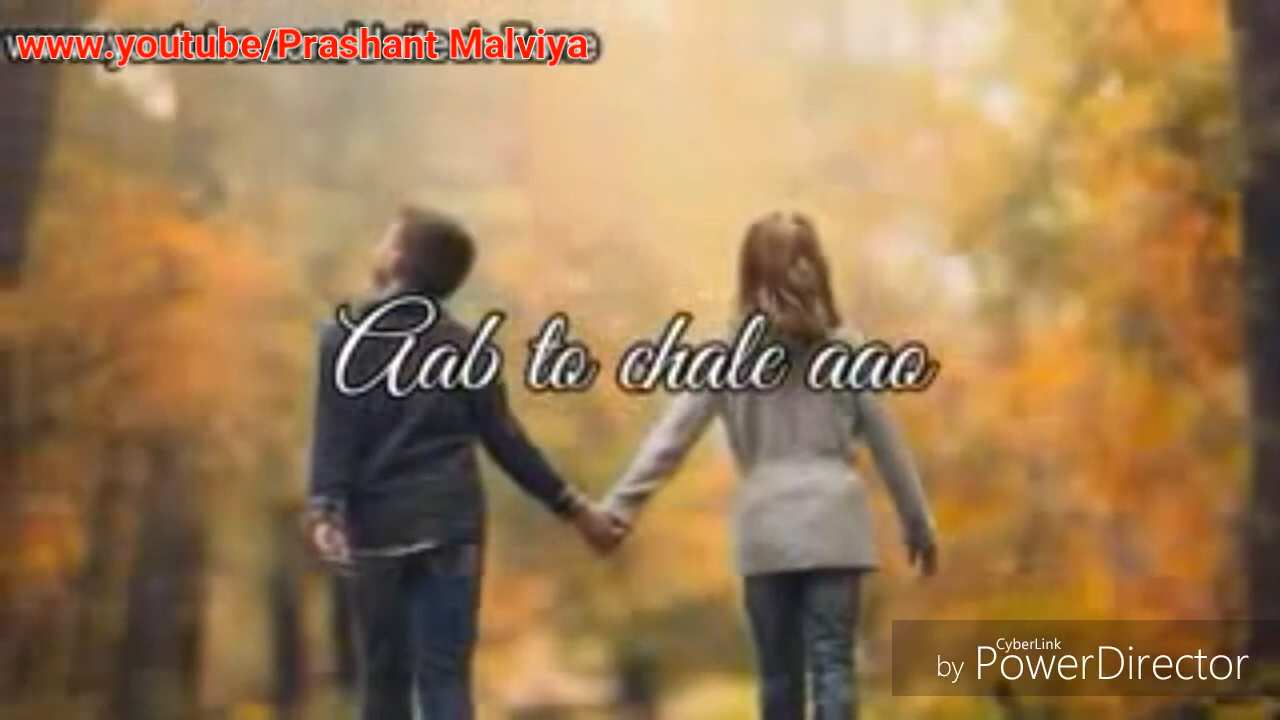 www.youtube/Prashant Malviya
Aab to chale aao
CyberLink
by PowerDirector